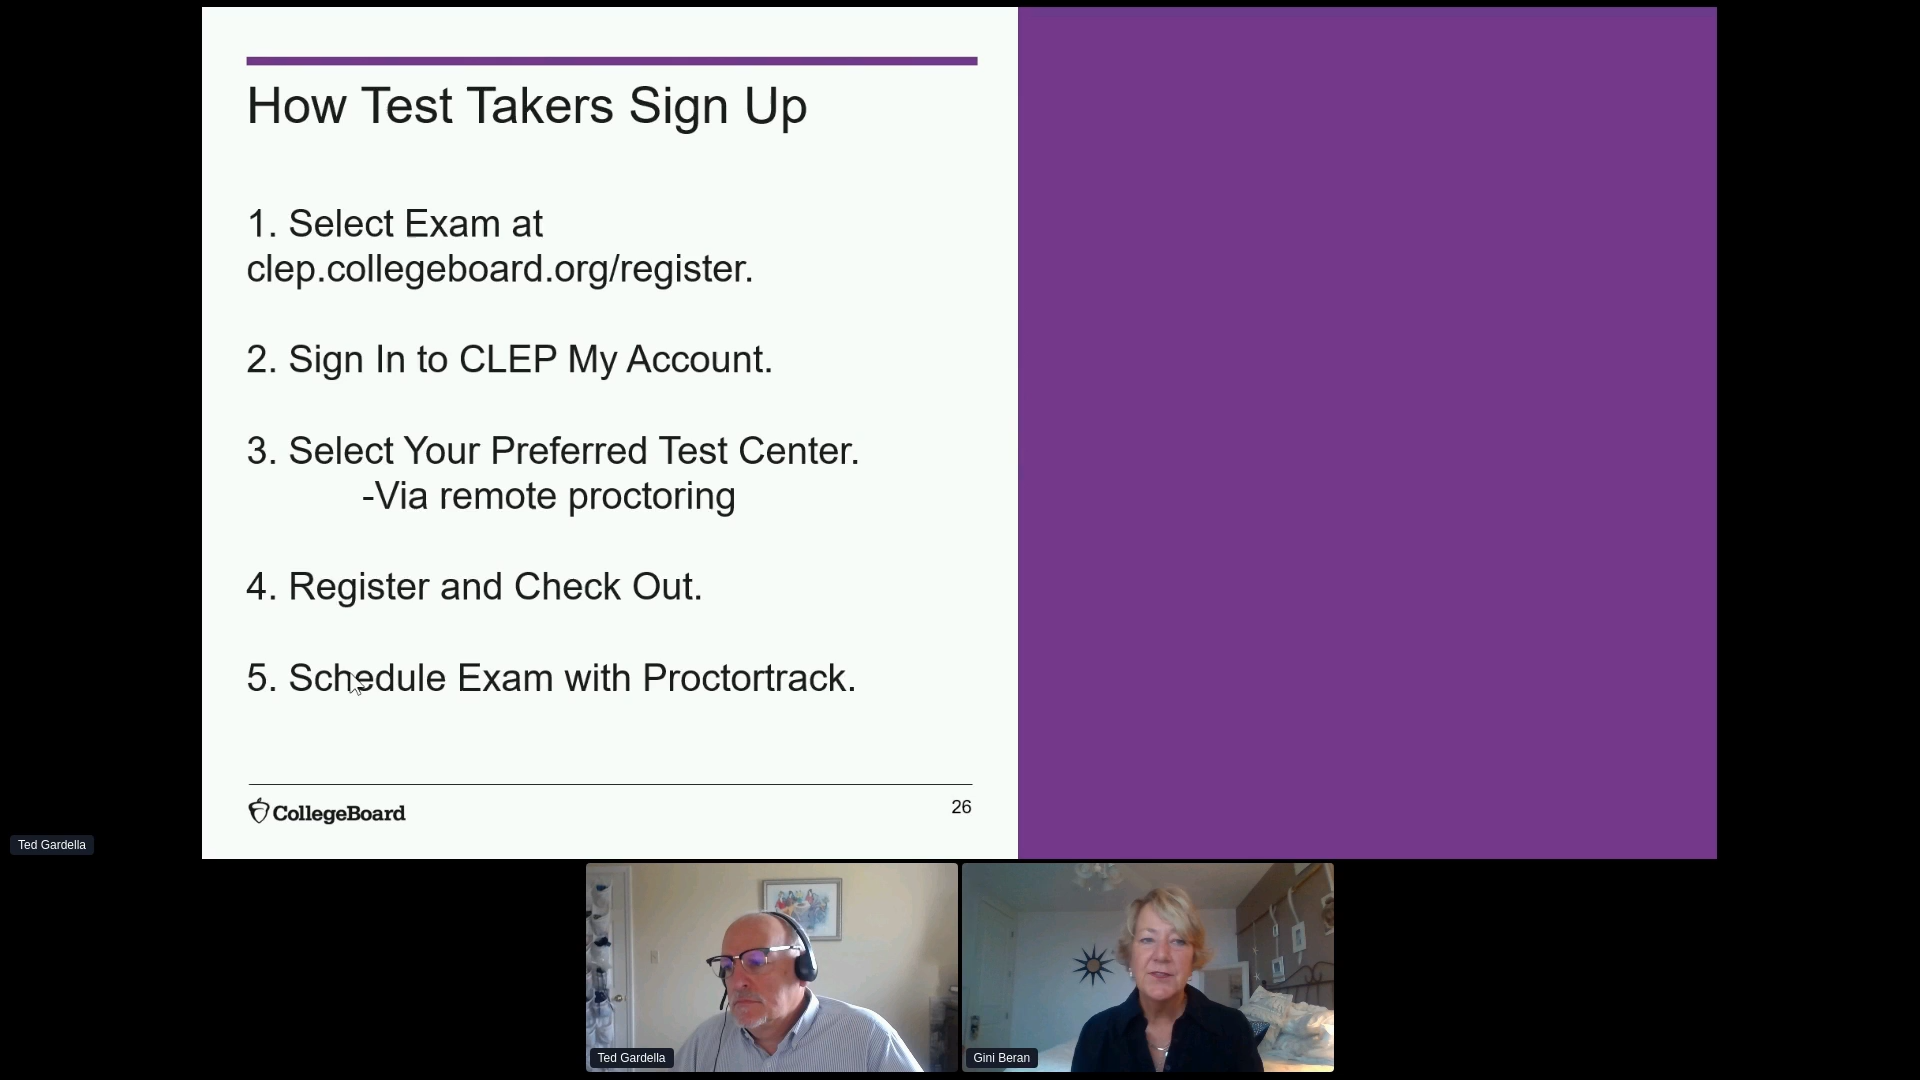 How Test Takers Sign Up
1. Select Exam at
clep.collegeboard.org/register.
2. Sign In to CLEP My Account.
3. Select Your Preferred Test Center.
-Via remote proctoring
4. Register and Check Out.
5. Schedule Exam with Proctortrack.
CollegeBoard
26
Ted Gardella
Ted Gardella
Gini Beran